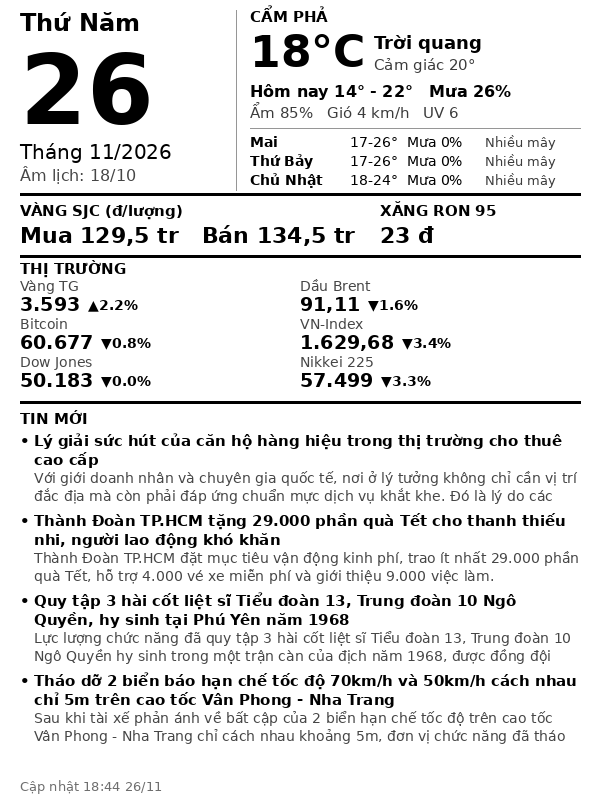 Thứ Năm
26
Tháng 11/2026
Âm lịch: 18/10
CẨM PHẢ
18°C Trời quang
Cảm giác 20°
Hôm nay 14° - 22° Mưa 26%
Ẩm 85% Gió 4 km/h UV 6
Mai 17-26° Mưa 0% Nhiều mây
Thứ Bảy 17-26° Mưa 0% Nhiều mây
Chủ Nhật 18-24° Mưa 0% Nhiều mây
VÀNG SJC (đ/lượng)
Mua 129,5 tr Bán 134,5 tr
XĂNG RON 95
23 đ
THỊ TRƯỜNG
Vàng TG
3.593 ▲2.2%
Dầu Brent
91,11 ▼1.6%
Bitcoin
60.677 ▼0.8%
VN-Index
1.629,68 ▼3.4%
Dow Jones
50.183 ▼0.0%
Nikkei 225
57.499 ▼3.3%
TIN MỚI
• Lý giải sức hút của căn hộ hàng hiệu trong thị trường cho thuê
cao cấp
Với giới doanh nhân và chuyên gia quốc tế, nơi ở lý tưởng không chỉ cần vị trí
đắc địa mà còn phải đáp ứng chuẩn mực dịch vụ khắt khe. Đó là lý do các
• Thành Đoàn TP.HCM tặng 29.000 phần quà Tết cho thanh thiếu
nhi, người lao động khó khăn
Thành Đoàn TP.HCM đặt mục tiêu vận động kinh phí, trao ít nhất 29.000 phần
quà Tết, hỗ trợ 4.000 vé xe miễn phí và giới thiệu 9.000 việc làm.
• Quy tập 3 hài cốt liệt sĩ Tiểu đoàn 13, Trung đoàn 10 Ngô
Quyền, hy sinh tại Phú Yên năm 1968
Lực lượng chức năng đã quy tập 3 hài cốt liệt sĩ Tiểu đoàn 13, Trung đoàn 10
Ngô Quyền hy sinh trong một trận càn của địch năm 1968, được đồng đội
• Tháo dỡ 2 biển báo hạn chế tốc độ 70km/h và 50km/h cách nhau
chỉ 5m trên cao tốc Vân Phong - Nha Trang
Sau khi tài xế phản ánh về bất cập của 2 biển hạn chế tốc độ trên cao tốc
Vân Phong - Nha Trang chỉ cách nhau khoảng 5m, đơn vị chức năng đã tháo
Cập nhật 18:44 26/11